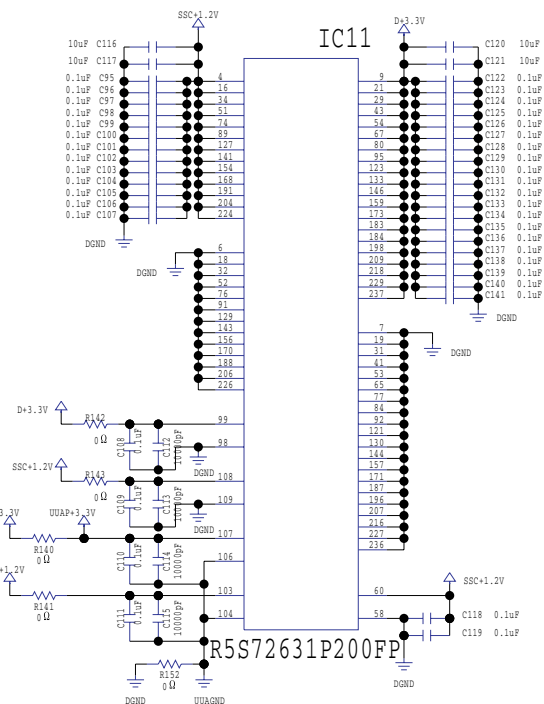 SSC+1.2V
D+3.3V
IC11
10uF C116
10uF C117
0.1uF C95
0.1uF C96
0.1uF C97
0.1uF C98
0.1uF C99
0.1uF C100
0.1uF C101
0.1uF C102
0.1uF C103
0.1uF C104
0.1uF C105
0.1uF C106
0.1uF C107
DGND
4
16
34
51
74
89
127
141
154
168
191
204
224
9
21
29
43
54
67
80
95
123
133
146
159
173
183
184
198
209
218
229
237
C120 10uF
C121 10uF
C122 0.1uF
C123 0.1uF
C124 0.1uF
C125 0.1uF
C126 0.1uF
C127 0.1uF
C128 0.1uF
C129 0.1uF
C130 0.1uF
C131 0.1uF
C132 0.1uF
C133 0.1uF
C134 0.1uF
C135 0.1uF
C136 0.1uF
C137 0.1uF
C138 0.1uF
C139 0.1uF
C140 0.1uF
C141 0.1uF
DGND
DGND
6
18
32
52
76
91
129
143
156
170
188
206
226
7
19
31
41
53
65
77
84
92
121
130
144
157
171
187
196
207
216
227
236
DGND
D+3.3V
R142
0Ω
C108
0.1uF
C112
10000pF
99
98
DGND
SSC+1.2V
R143
0Ω
C109
0.1uF
C113
10000pF
108
109
DGND
3.3V
UUAP+3.3V
R140
0Ω
C110
0.1uF
C114
10000pF
107
106
+1.2V
R141
0Ω
C111
0.1uF
C115
10000pF
103
104
60
58
SSC+1.2V
C118 0.1uF
C119 0.1uF
DGND
R5S72631P200FP
R152
0Ω
DGND
UUAGND